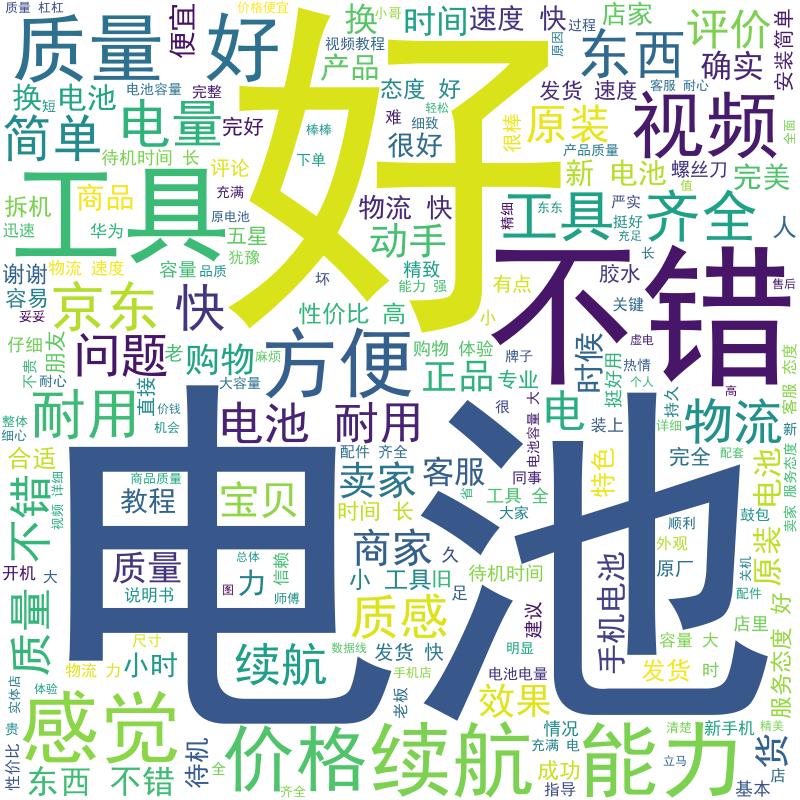 质量 杠杠
便宜
价格便宜
小哥
换
时间
速度 快
过程
店家
评价
安装简单
质量
好
好
视频教程
产品
原因
东西
确实
客服 耐心
换
短
电池
电池容量
完整
态度 好
发货 速度
简单
电量
完好
棒棒
难
轻松
细致
很好
很棒
原装
视频
全面
待机时间 长
评论
下单
产品质量
新 电池
螺丝刀
完美
工具
拆机
商品
充满
原电池
物流 快
精细
东东
严实
值
迅速
华为
五星
动手
工具
齐全
挺好
充足
人
长
谢谢
物流 速度
犹豫
容量
品质
精致
坏
能力 强
有点
胶水
不错
售后
容易
妥妥
京东
快
性价比 高
小
关键
仔细
朋友
问题
老
购物
麻烦
方便
购物 体验
牌子
时候
虚电
热情
不贵
耐心
直接
大容量
正品
专业
挺好用
个人
客服 态度
耐用
价钱
机会
电池
耐用
很
电池容量 大
电
装上
持久
高
详细
物流
新
整体
细心
合适
配件 齐全
卖家
客服
同事
特色
完全
配套
电池
服务态度
卖家
不错
视频 详细
商品质量
教程
宝贝
时间 长
省
工具 全
大家
顺利
鼓包
原装
电池
开机
大
质量
总体
信赖
商家
久
外观
原厂
关机
图
力
小
工具
旧
待机时间
手机电池
配件
说明书
师傅
足
建议
质量
尺寸
质感
容量 大
店里
服务态度 好
物流 力
小时
续航
数据线
发货 快
明显
手机店
发货
时
实体店
体验
电池电量
老板
效果
感觉
贵
情况
清楚
新手机
精美
性价比
待机
价格
续航
充满 电
能力
货
东西
不错
全
齐全
成功
指导
立马
基本
店